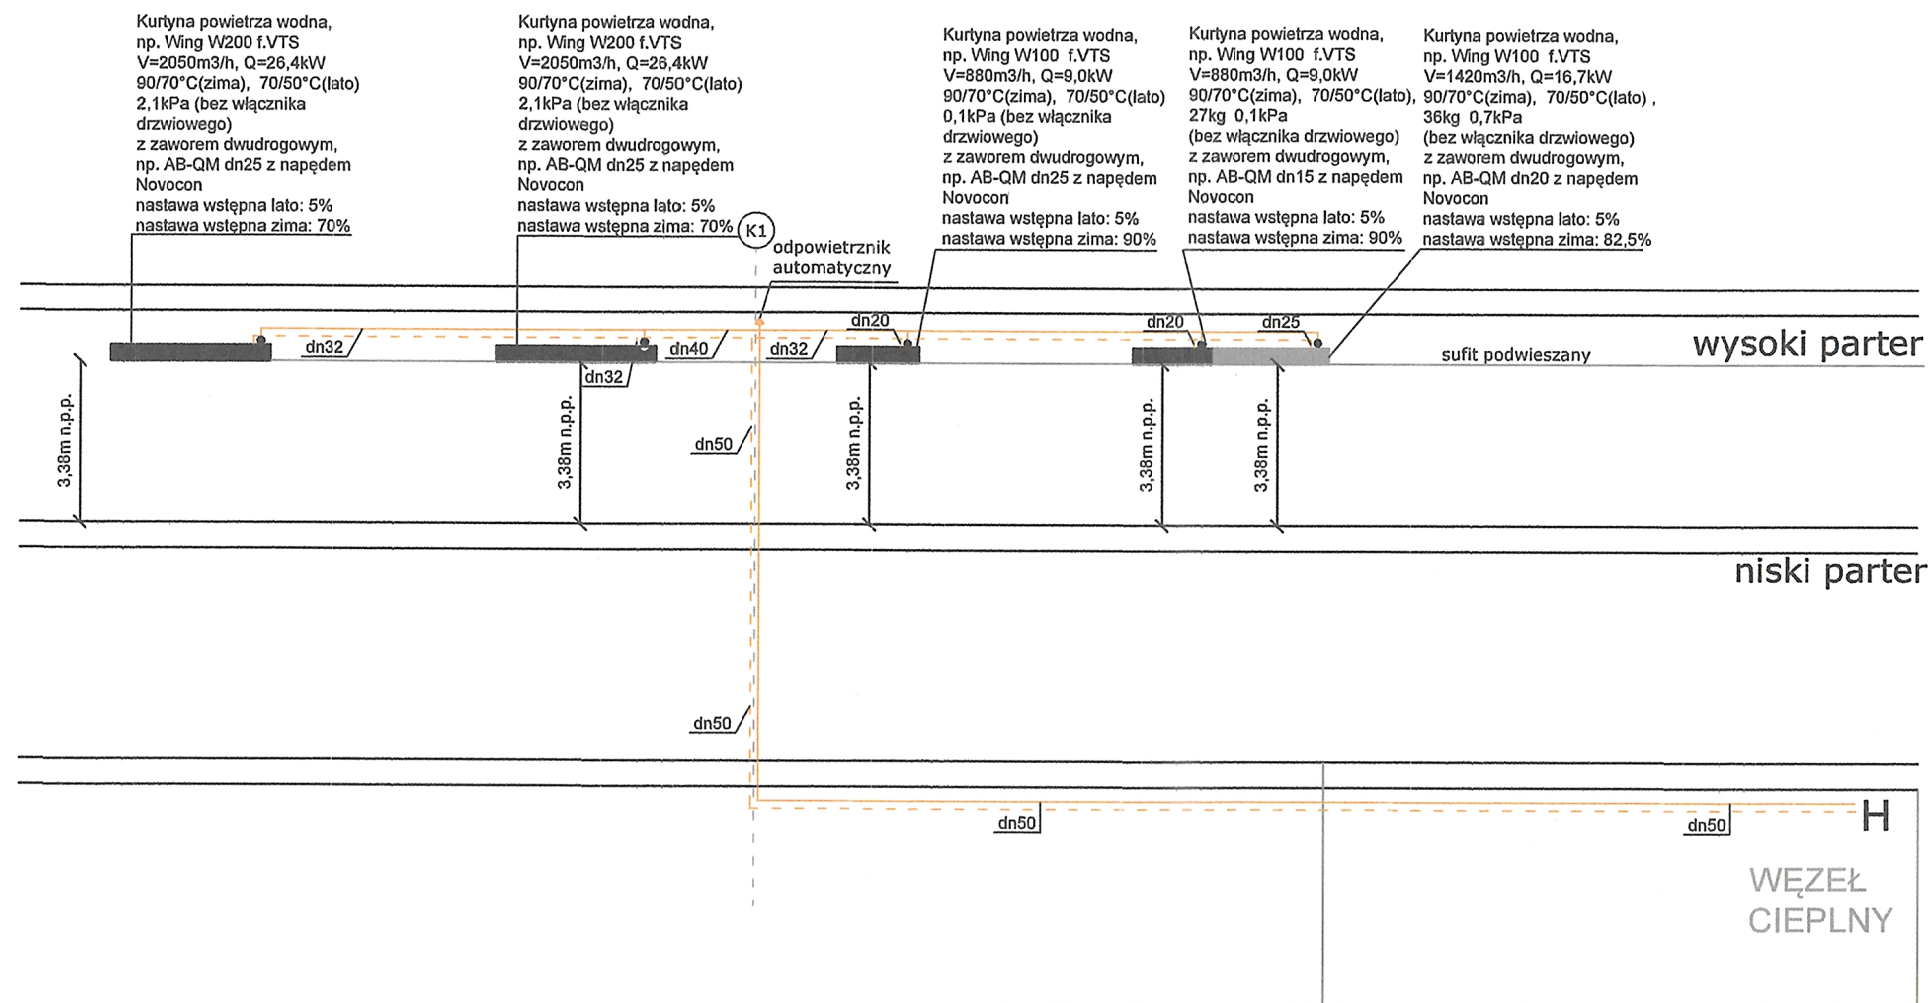 Kurtyna powietrza wodna,
np. Wing W200 f.VTS
V=2050m3/h, Q=26,4kW
90/70°C(zima), 70/50°C(lato)
2,1kPa (bez włącznika
drzwiowego)
z zaworem dwudrogowym,
np. AB-QM dn25 z napędem
Novocon
nastawa wstępna lato: 5%
nastawa wstępna zima: 70%
Kurtyna powietrza wodna,
np. Wing W200 f.VTS
V=2050m3/h, Q=26,4kW
90/70°C(zima), 70/50°C(lato)
2,1kPa (bez włącznika
drzwiowego)
z zaworem dwudrogowym,
np. AB-QM dn25 z napędem
Novocon
nastawa wstępna lato: 5%
nastawa wstępna zima: 70%
K1
odpowietrznik
automatyczny
Kurtyna powietrza wodna,
np. Wing W100 f.VTS
V=880m3/h, Q=9,0kW
90/70°C(zima), 70/50°C(lato)
0,1kPa (bez włącznika
drzwiowego)
z zaworem dwudrogowym,
np. AB-QM dn25 z napędem
Novocon
nastawa wstępna lato: 5%
nastawa wstępna zima: 90%
Kurtyna powietrza wodna,
np. Wing W100 f.VTS
V=880m3/h, Q=9,0kW
90/70°C(zima), 70/50°C(lato),
27kg 0,1kPa
(bez włącznika drzwiowego)
z zaworem dwudrogowym,
np. AB-QM dn15 z napędem
Novocon
nastawa wstępna lato: 5%
nastawa wstępna zima: 90%
Kurtyna powietrza wodna,
np. Wing W100 f.VTS
V=1420m3/h, Q=16,7kW
90/70°C(zima), 70/50°C(lato) ,
36kg 0,7kPa
(bez włącznika drzwiowego)
z zaworem dwudrogowym,
np. AB-QM dn20 z napędem
Novocon
nastawa wstępna lato: 5%
nastawa wstępna zima: 82,5%
dn32
dn32
dn40
dn32
dn20
dn20
dn25
sufit podwieszany
wysoki parter
3,38m n.p.p.
3,38m n.p.p.
3,38m n.p.p.
3,38m n.p.p.
3,38m n.p.p.
dn50
niski parter
dn50
dn50
dn50
H
WĘZEŁ
CIEPLNY